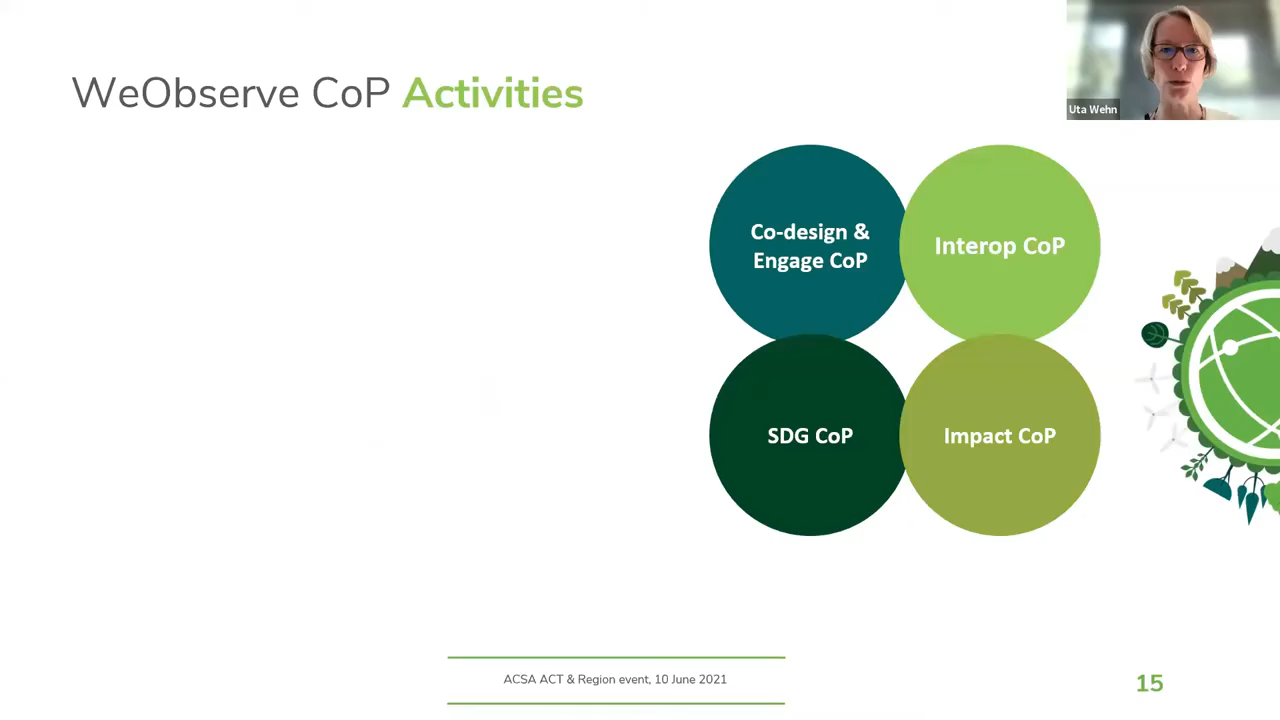 WeObserve CoP Activities
Uta Wehn
Co-design &
Engage CoP
Interop CoP
SDG CoP
Impact CoP
ACSA ACT & Region event, 10 June 2021
15